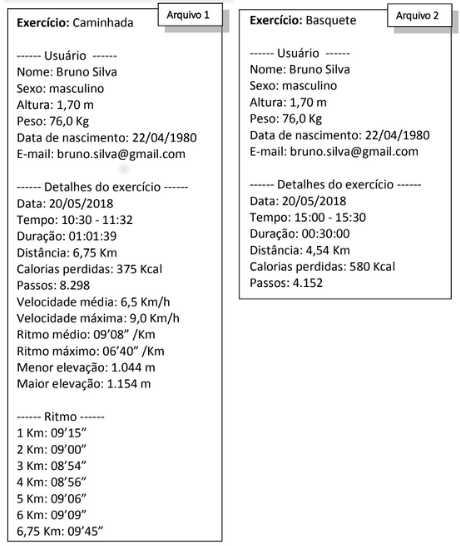 Arquivo 1
Exercício: Caminhada
------ Usuário ------
Nome: Bruno Silva
Sexo: masculino
Altura: 1,70 m
Peso: 76,0 Kg
Data de nascimento: 22/04/1980
E-mail: bruno.silva@gmail.com
------ Detalhes do exercício ------
Data: 20/05/2018
Tempo: 10:30 - 11:32
Duração: 01:01:39
Distância: 6,75 Km
Calorias perdidas: 375 Kcal
Passos: 8.298
Velocidade média: 6,5 Km/h
Velocidade máxima: 9,0 Km/h
Ritmo médio: 09’08” /Km
Ritmo máximo: 06’40” /Km
Menor elevação: 1.044 m
Maior elevação: 1.154 m
------ Ritmo ------
1 Km: 09’15”
2 Km: 09’00”
3 Km: 08’54”
4 Km: 08’56”
5 Km: 09’06”
6 Km: 09’09”
6,75 Km: 09’45”
Arquivo 2
Exercício: Basquete
------ Usuário ------
Nome: Bruno Silva
Sexo: masculino
Altura: 1,70 m
Peso: 76,0 Kg
Data de nascimento: 22/04/1980
E-mail: bruno.silva@gmail.com
------ Detalhes do exercício ------
Data: 20/05/2018
Tempo: 15:00 - 15:30
Duração: 00:30:00
Distância: 4,54 Km
Calorias perdidas: 580 Kcal
Passos: 4.152